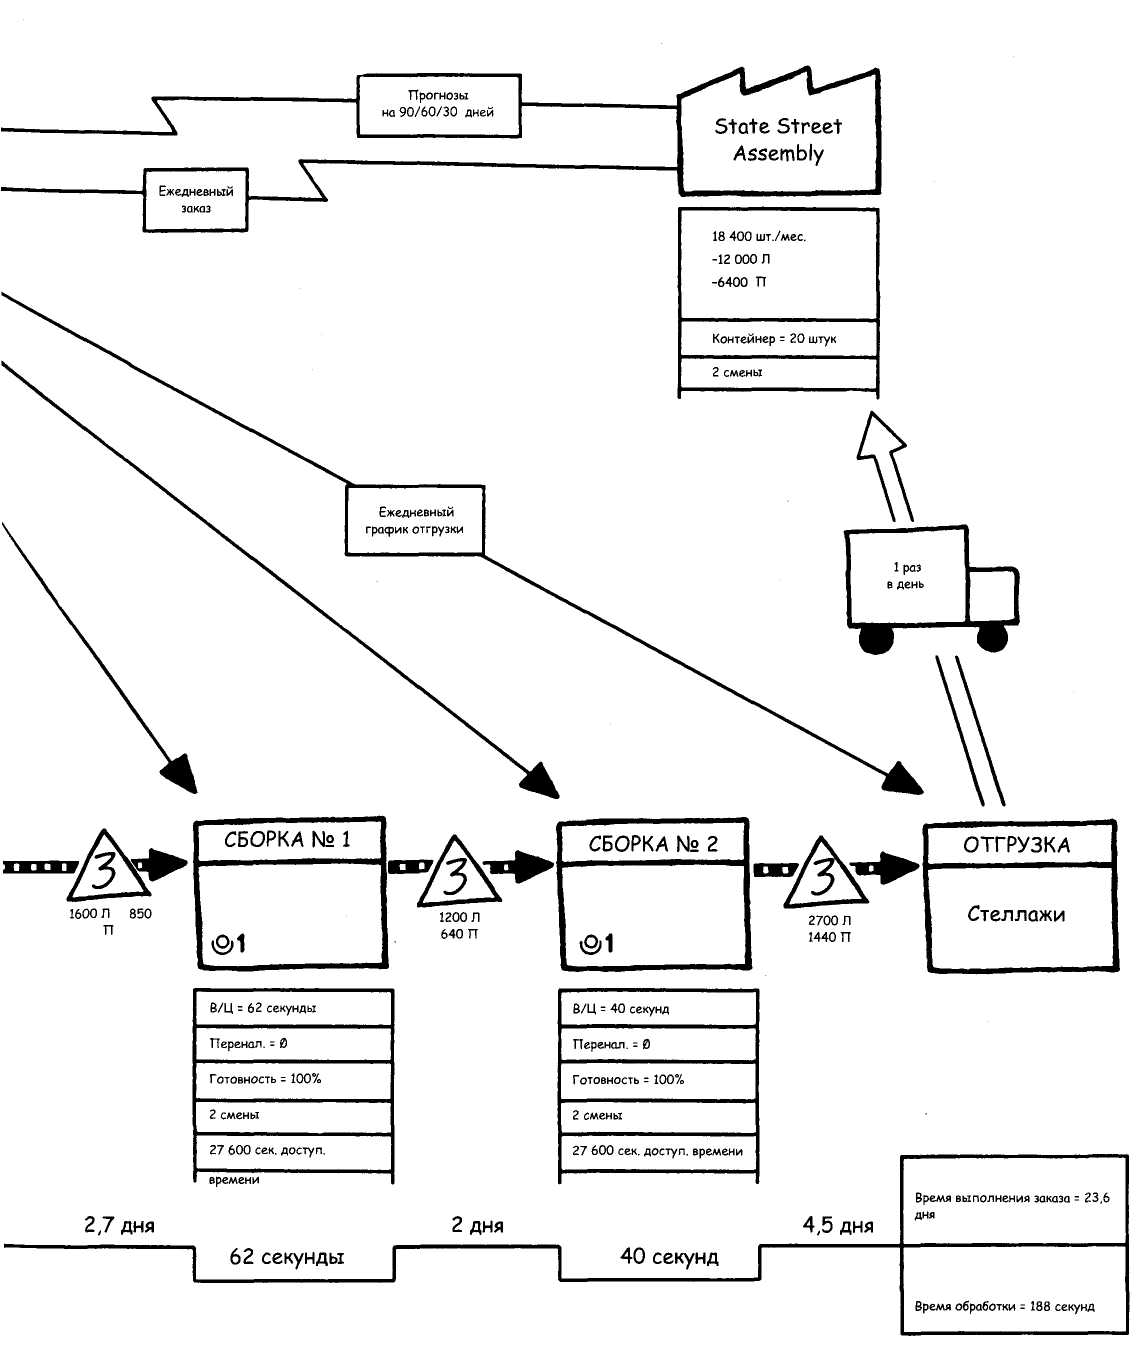 Прогнозы
на 90/60/30 дней
State Street
Assembly
Ежедневный
заказ
18 400 шт./мес.
-12 000 Л
-6400 П
Контейнер = 20 штук
2 смены
Ежедневный
график отгрузки
1 раз
в день
СБОРКА № 1
СБОРКА № 2
ОТГРУЗКА
З
З
З
1600 Л 850
П
1200 Л
640 П
2700 Л
1440 П
Стеллажи
1
1
В/Ц = 62 секунды
Перенал. = Ø
Готовность = 100%
2 смены
27 600 сек. доступ.
времени
В/Ц = 40 секунд
Перенал. = Ø
Готовность = 100%
2 смены
27 600 сек. доступ. времени
2,7 дня
62 секунды
2 дня
40 секунд
4,5 дня
Время выполнения заказа = 23,6
дня
Время обработки = 188 секунд